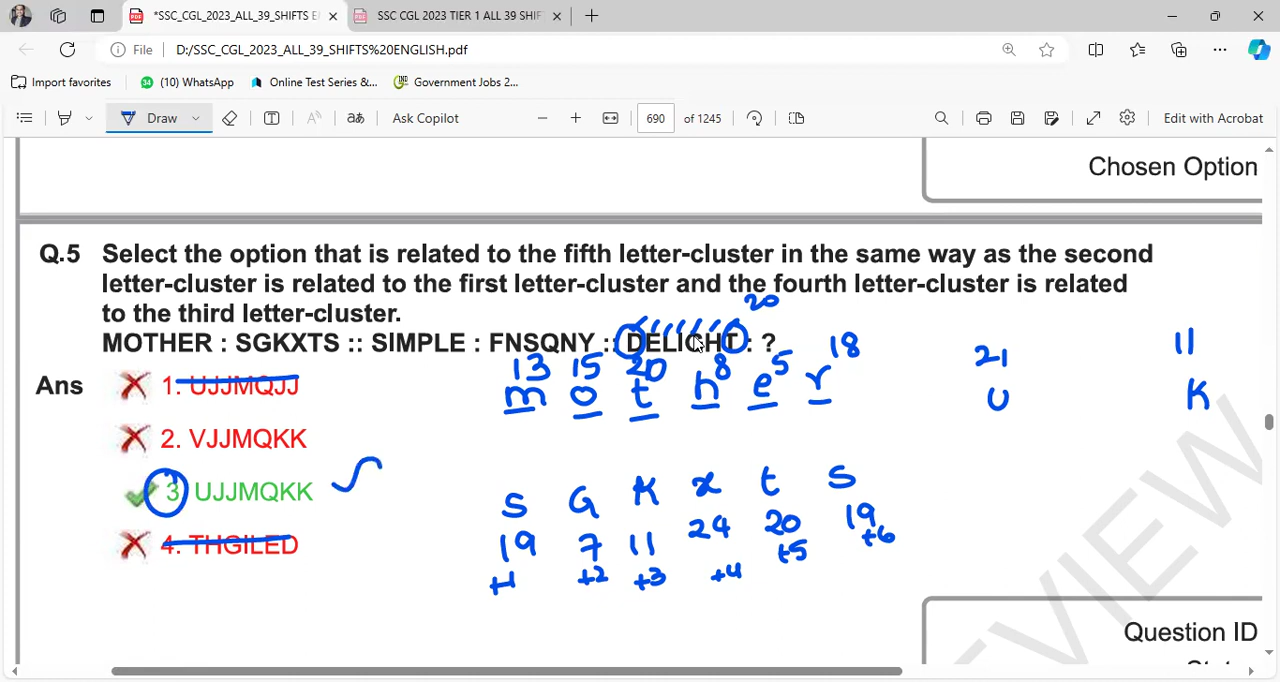 *SSC_CGL_2023_ALL_39_SHIFTS E
SSC CGL 2023 TIER 1 ALL 39 SHIF
File
D:/SSC_CGL_2023_ALL_39_SHIFTS%20ENGLISH.pdf
Import favorites
(10) WhatsApp
Online Test Series &...
Government Jobs 2...
Draw
Ask Copilot
690 of 1245
Edit with Acrobat
Chosen Option
Q.5 Select the option that is related to the fifth letter-cluster in the same way as the second
letter-cluster is related to the first letter-cluster and the fourth letter-cluster is related
to the third letter-cluster.
20
MOTHER : SGKXTS :: SIMPLE : FNSQNY :: DELIGHT : ?
13 15 20 8 5 18 21 11
Ans 1. UJJMQJJ
m o t h e r U K
2. VJJMQKK
3. UJJMQKK
S G K x t S
19 7 11 24 20 19
4. THGILED
+1 +2 +3 +4 +5 +6
VIEW
Question ID